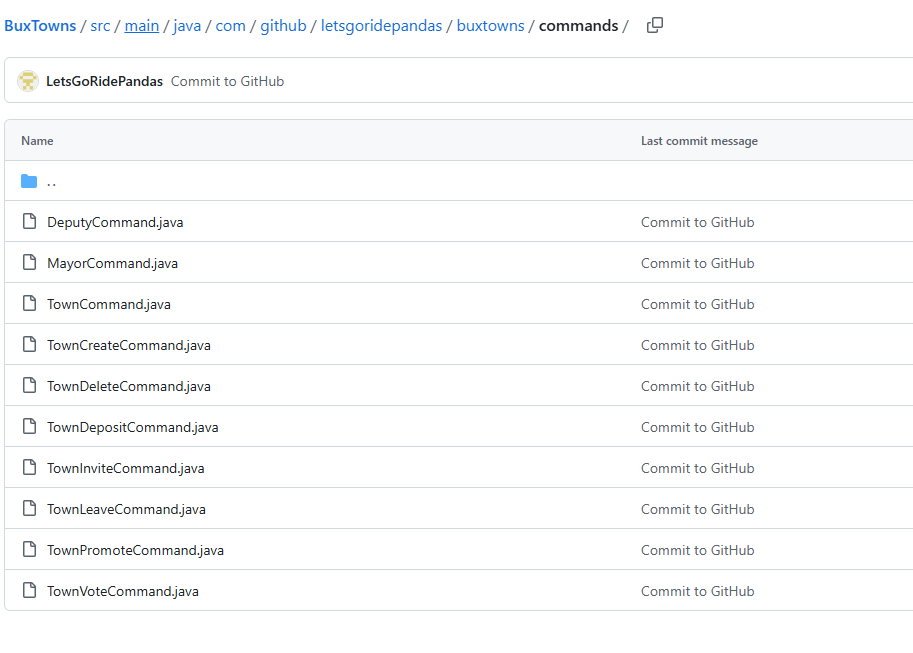 BuxTowns / src / main / java / com / github / letsgoridepandas / buxtowns / commands /
LetsGoRidePandas Commit to GitHub
Name Last commit message
..
DeputyCommand.java Commit to GitHub
MayorCommand.java Commit to GitHub
TownCommand.java Commit to GitHub
TownCreateCommand.java Commit to GitHub
TownDeleteCommand.java Commit to GitHub
TownDepositCommand.java Commit to GitHub
TownInviteCommand.java Commit to GitHub
TownLeaveCommand.java Commit to GitHub
TownPromoteCommand.java Commit to GitHub
TownVoteCommand.java Commit to GitHub